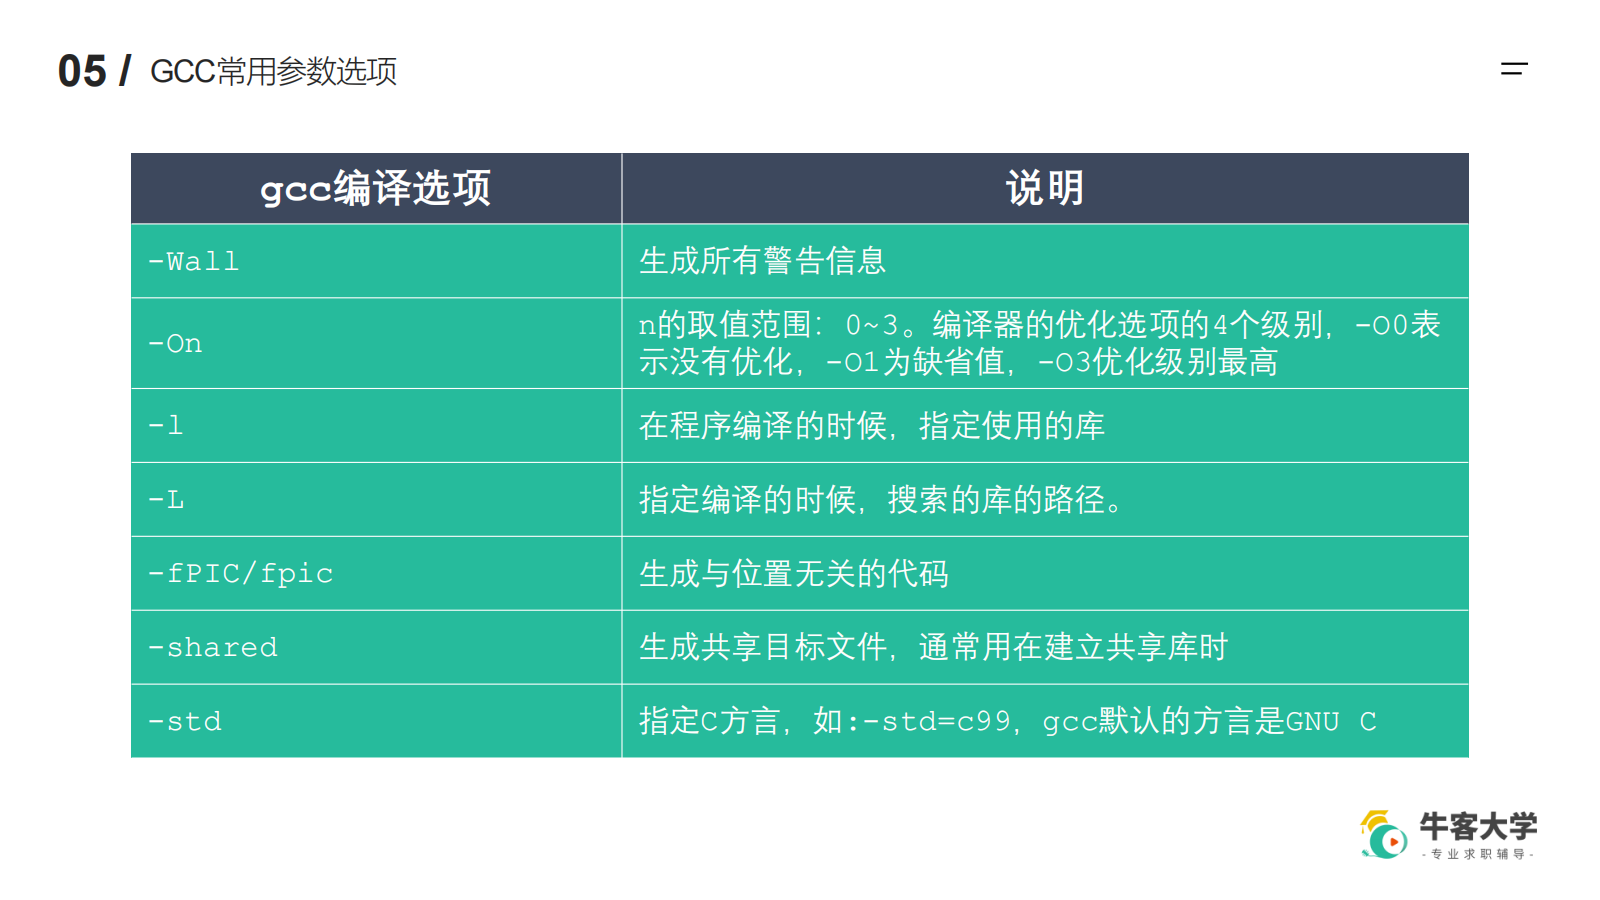 05 / GCC常用参数选项
gcc编译选项
说明
-Wall
生成所有警告信息
-On
n的取值范围：0~3。编译器的优化选项的4个级别，-O0表
示没有优化，-O1为缺省值，-O3优化级别最高
-l
在程序编译的时候，指定使用的库
-L
指定编译的时候，搜索的库的路径。
-fPIC/fpic
生成与位置无关的代码
-shared
生成共享目标文件，通常用在建立共享库时
-std
指定C方言，如:-std=c99，gcc默认的方言是GNU C
牛客大学
-专业求职辅导-